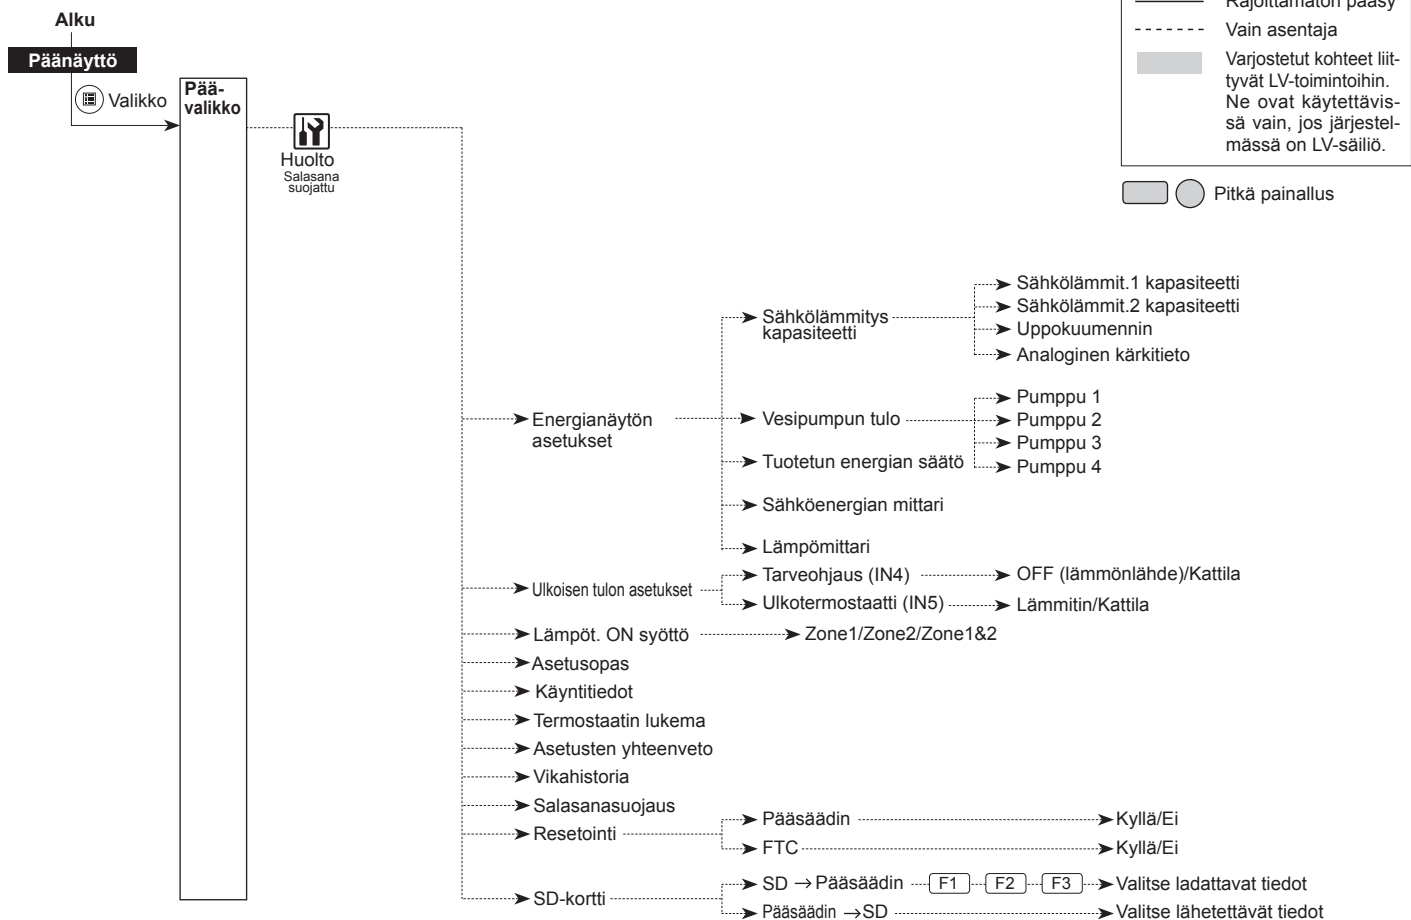 Alku
Päänäyttö
Valikko
Pää-
valikko
Huolto
Salasana
suojattu
Rajoittamaton pääsy
Vain asentaja
Varjostetut kohteet liit-
tyvät LV-toimintoihin.
Ne ovat käytettävis-
sä vain, jos järjestel-
mässä on LV-säiliö.
Pitkä painallus
Energianäytön
asetukset
Sähkölämmitys
kapasiteetti
Sähkölämmit.1 kapasiteetti
Sähkölämmit.2 kapasiteetti
Uppokuumennin
Analoginen kärkitieto
Vesipumpun tulo
Pumppu 1
Pumppu 2
Pumppu 3
Pumppu 4
Tuotetun energian säätö
Sähköenergian mittari
Lämpömittari
Ulkoisen tulon asetukset
Tarveohjaus (IN4)
OFF (lämmönlähde)/Kattila
Ulkotermostaatti (IN5)
Lämmitin/Kattila
Lämpöt. ON syöttö
Zone1/Zone2/Zone1&2
Asetusopas
Käyntitiedot
Termostaatin lukema
Asetusten yhteenveto
Vikahistoria
Salasanasuojaus
Resetointi
Pääsäädin
Kyllä/Ei
FTC
Kyllä/Ei
SD-kortti
SD → Pääsäädin
F1
F2
F3
Valitse ladattavat tiedot
Pääsäädin → SD
Valitse lähetettävät tiedot